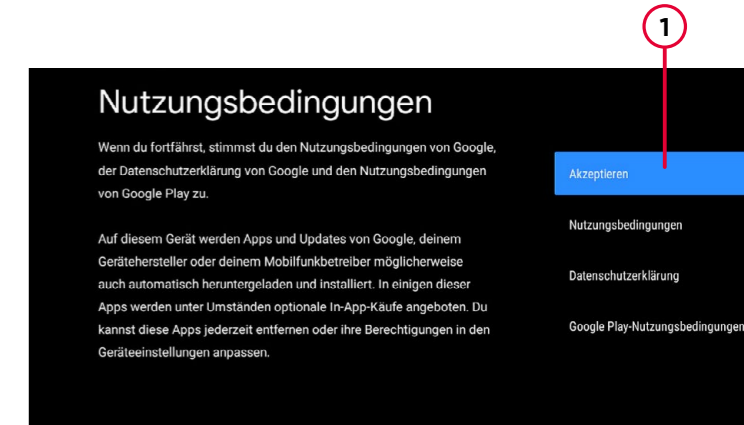 1
Nutzungsbedingungen
Wenn du fortfährst, stimmst du den Nutzungsbedingungen von Google,
der Datenschutzerklärung von Google und den Nutzungsbedingungen
von Google Play zu.
Auf diesem Gerät werden Apps und Updates von Google, deinem
Gerätehersteller oder deinem Mobilfunkbetreiber möglicherweise
auch automatisch heruntergeladen und installiert. In einigen dieser
Apps werden unter Umständen optionale In-App-Käufe angeboten. Du
kannst diese Apps jederzeit entfernen oder ihre Berechtigungen in den
Geräteeinstellungen anpassen.
Akzeptieren
Nutzungsbedingungen
Datenschutzerklärung
Google Play-Nutzungsbedingungen